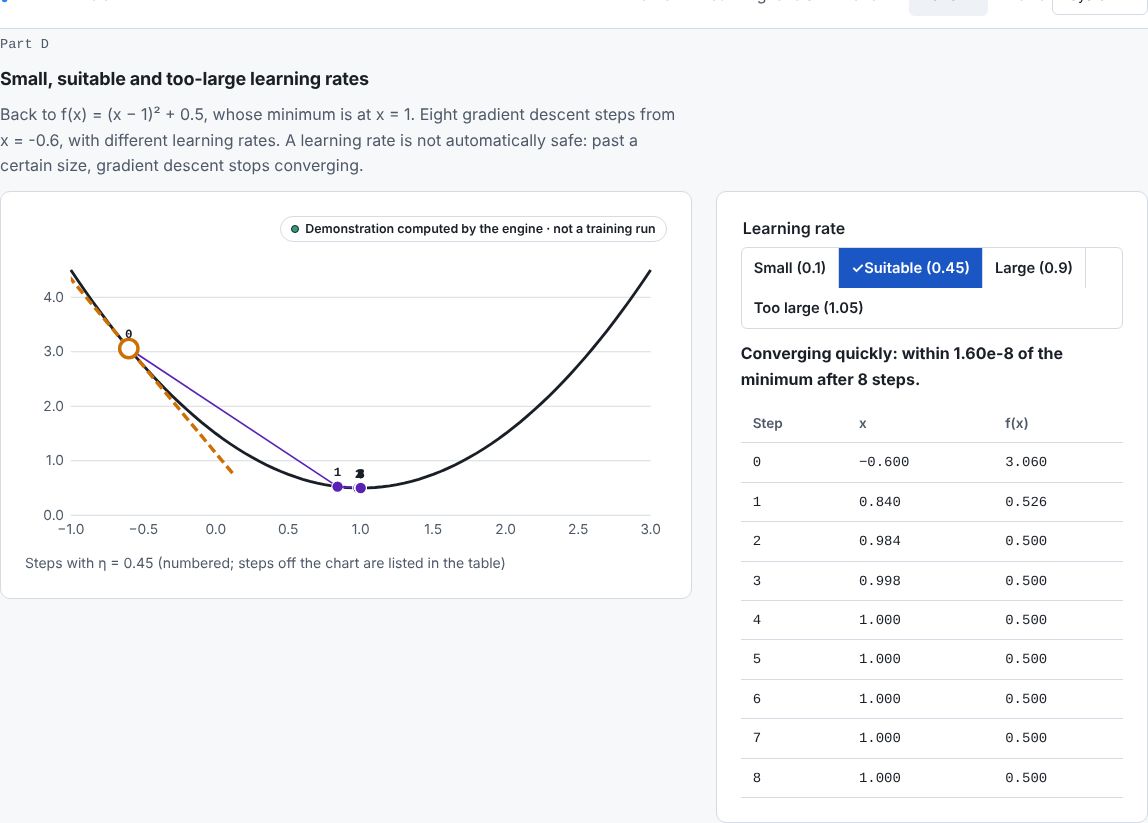 Part D
Small, suitable and too-large learning rates
Back to f(x) = (x − 1)² + 0.5, whose minimum is at x = 1. Eight gradient descent steps from
x = -0.6, with different learning rates. A learning rate is not automatically safe: past a
certain size, gradient descent stops converging.
Demonstration computed by the engine · not a training run
4.0
3.0
2.0
1.0
0.0
0
1
−1.0 −0.5 0.0 0.5 1.0 1.5 2.0 2.5 3.0
Steps with η = 0.45 (numbered; steps off the chart are listed in the table)
Learning rate
Small (0.1) ✓Suitable (0.45) Large (0.9)
Too large (1.05)
Converging quickly: within 1.60e-8 of the
minimum after 8 steps.
Step x f(x)
0 −0.600 3.060
1 0.840 0.526
2 0.984 0.500
3 0.998 0.500
4 1.000 0.500
5 1.000 0.500
6 1.000 0.500
7 1.000 0.500
8 1.000 0.500